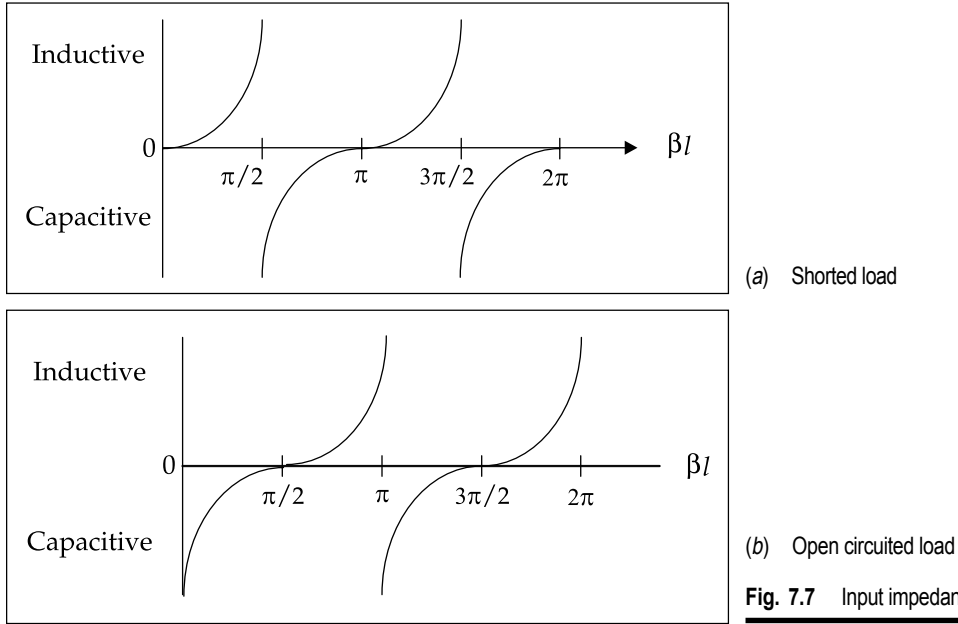 Inductive
0
βl
π/2
π
3π/2
2π
Capacitive
(a) Shorted load
Inductive
0
βl
π/2
π
3π/2
2π
Capacitive
(b) Open circuited load
Fig. 7.7 Input impedan